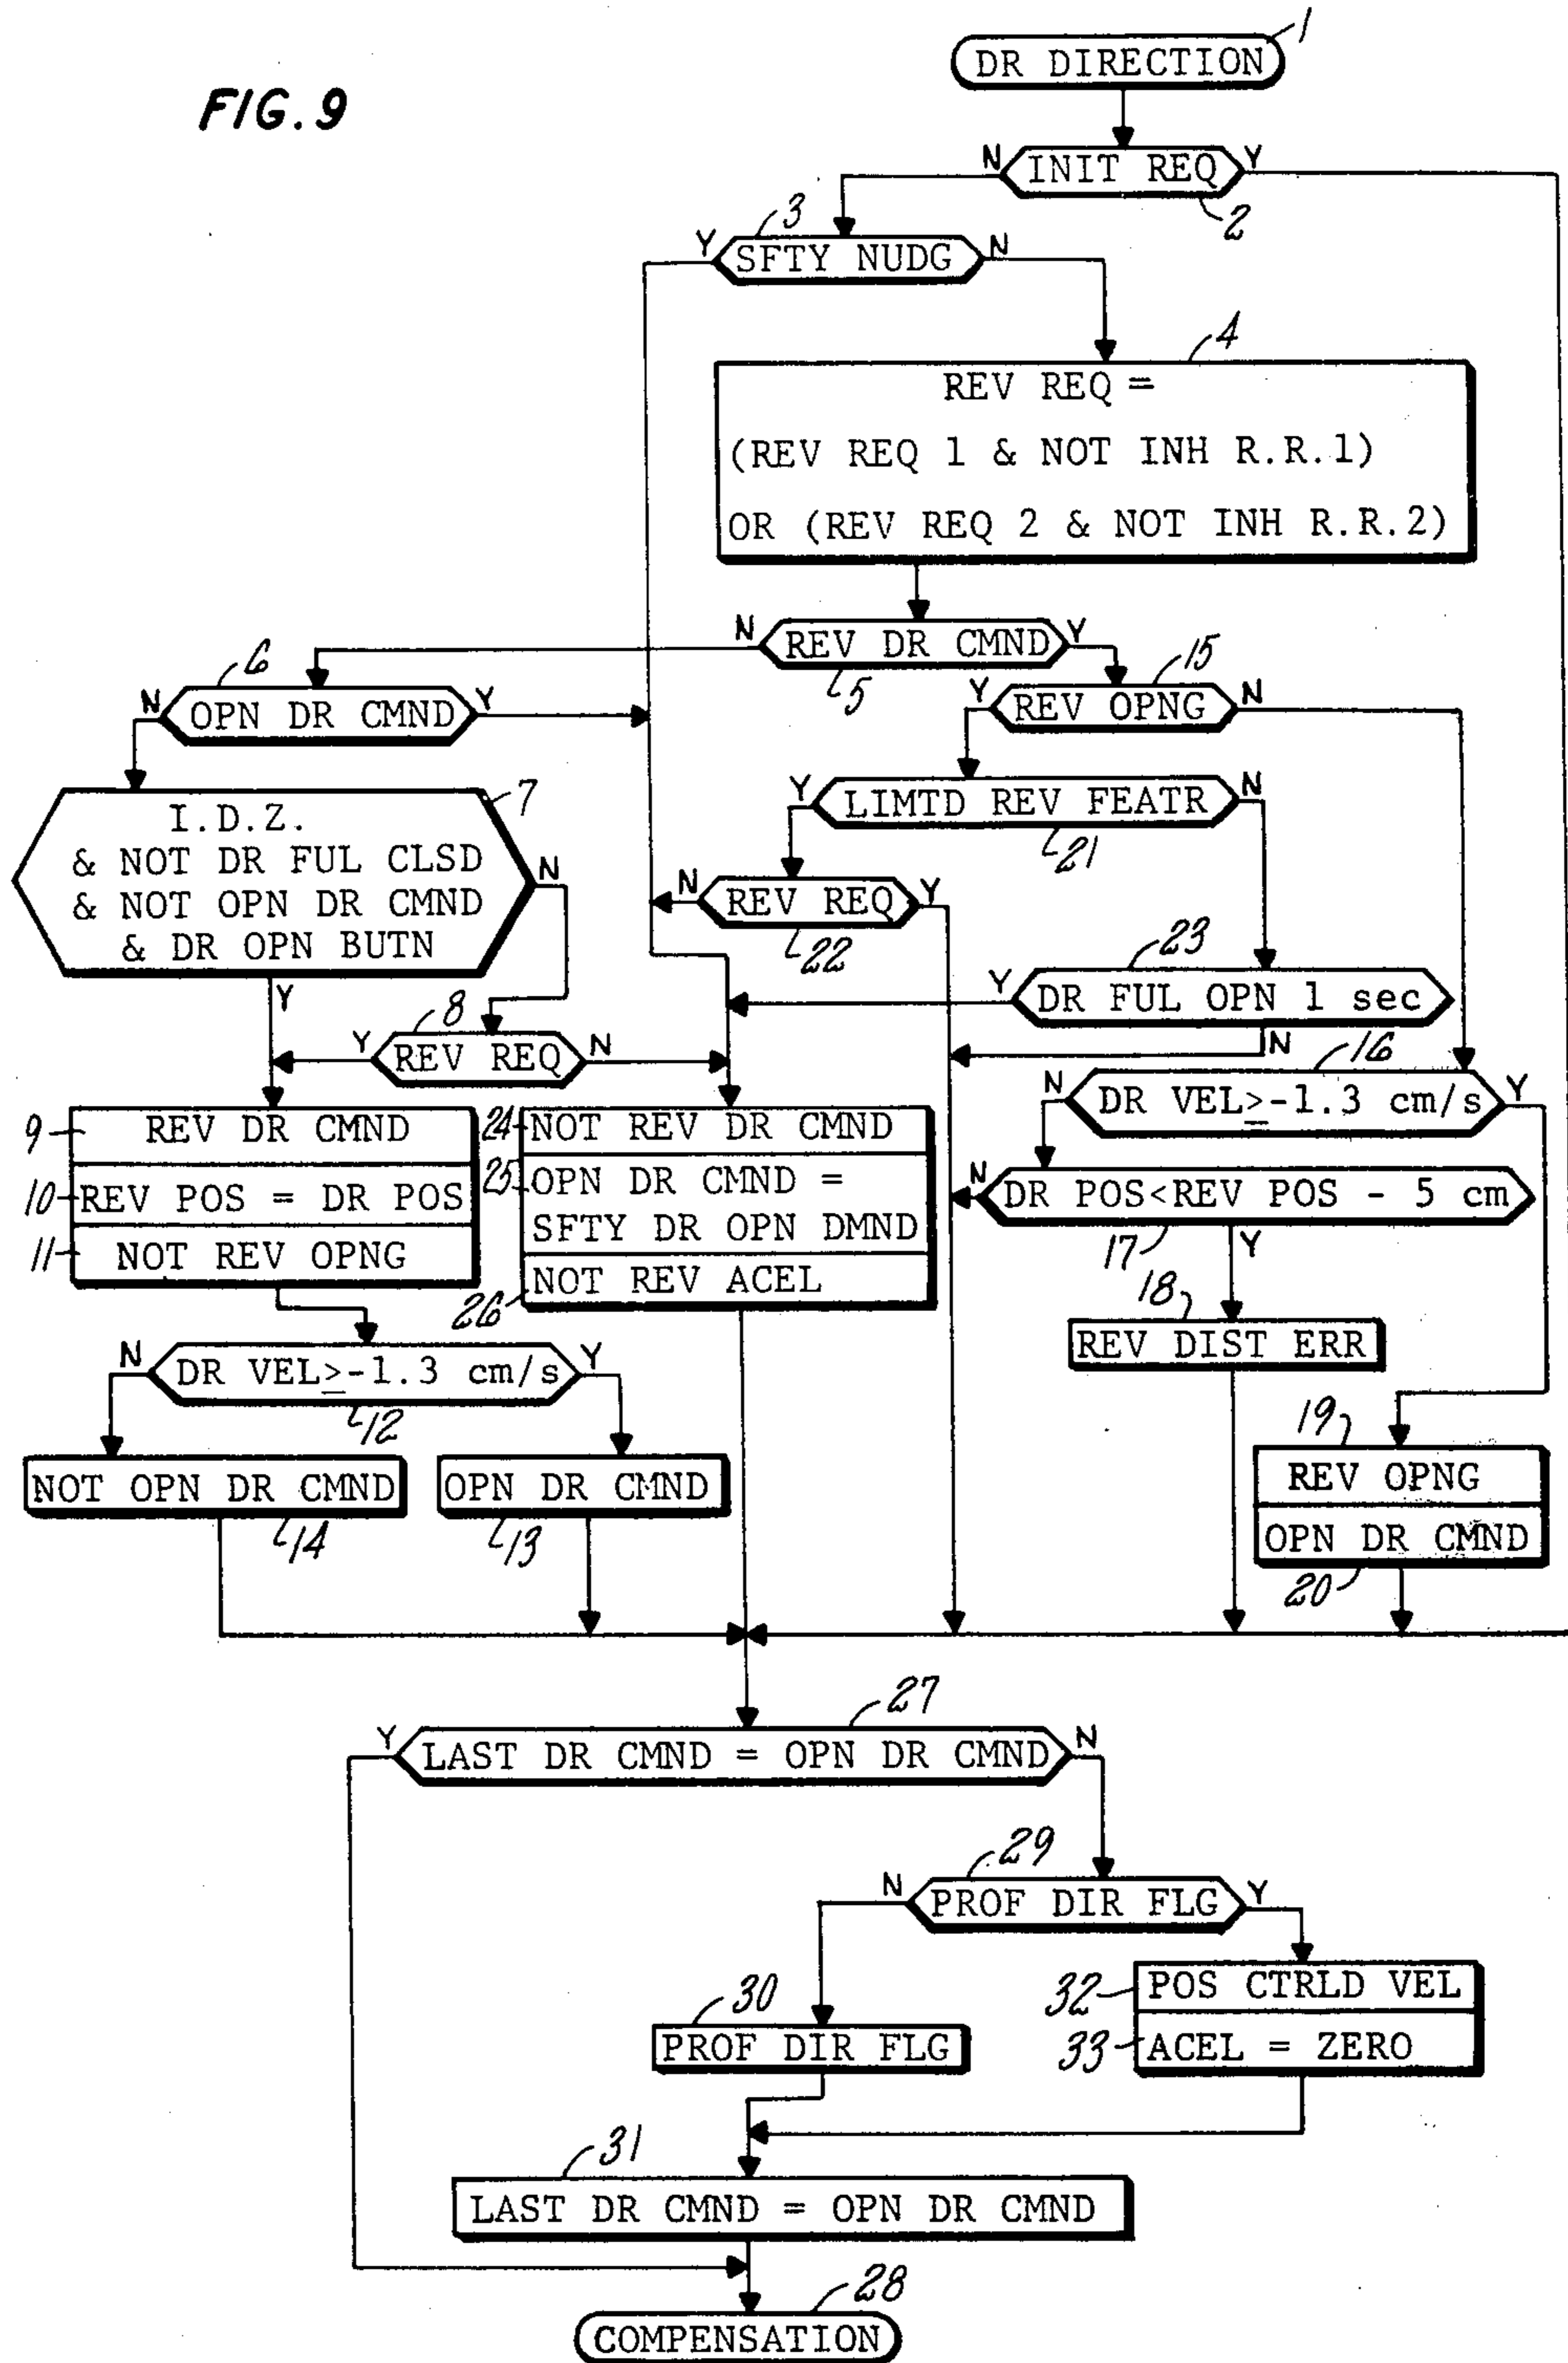 FIG. 9
1
DR DIRECTION
N INIT REQ Y
2
3
Y SFTY NUDG N
4
REV REQ =
(REV REQ 1 & NOT INH R.R.1)
OR (REV REQ 2 & NOT INH R.R.2)
N REV DR CMND Y
5
6
N OPN DR CMND Y
15
Y REV OPNG N
7
I.D.Z.
& NOT DR FUL CLSD
& NOT OPN DR CMND
& DR OPN BUTN
N
Y
Y LIMTD REV FEATR N
21
N REV REQ Y
22
23
Y DR FUL OPN 1 sec
N
8
Y REV REQ N
16
N DR VEL≥-1.3 cm/s Y
9 REV DR CMND
10 REV POS = DR POS
11 NOT REV OPNG
24 NOT REV DR CMND
25 OPN DR CMND =
SFTY DR OPN DMND
26 NOT REV ACEL
N DR POS<REV POS - 5 cm
17 Y
18
REV DIST ERR
N DR VEL≥-1.3 cm/s Y
12
NOT OPN DR CMND
14
OPN DR CMND
13
19
REV OPNG
OPN DR CMND
20
27
Y LAST DR CMND = OPN DR CMND N
29
N PROF DIR FLG Y
30
PROF DIR FLG
32 POS CTRLD VEL
33 ACEL = ZERO
31
LAST DR CMND = OPN DR CMND
28
COMPENSATION